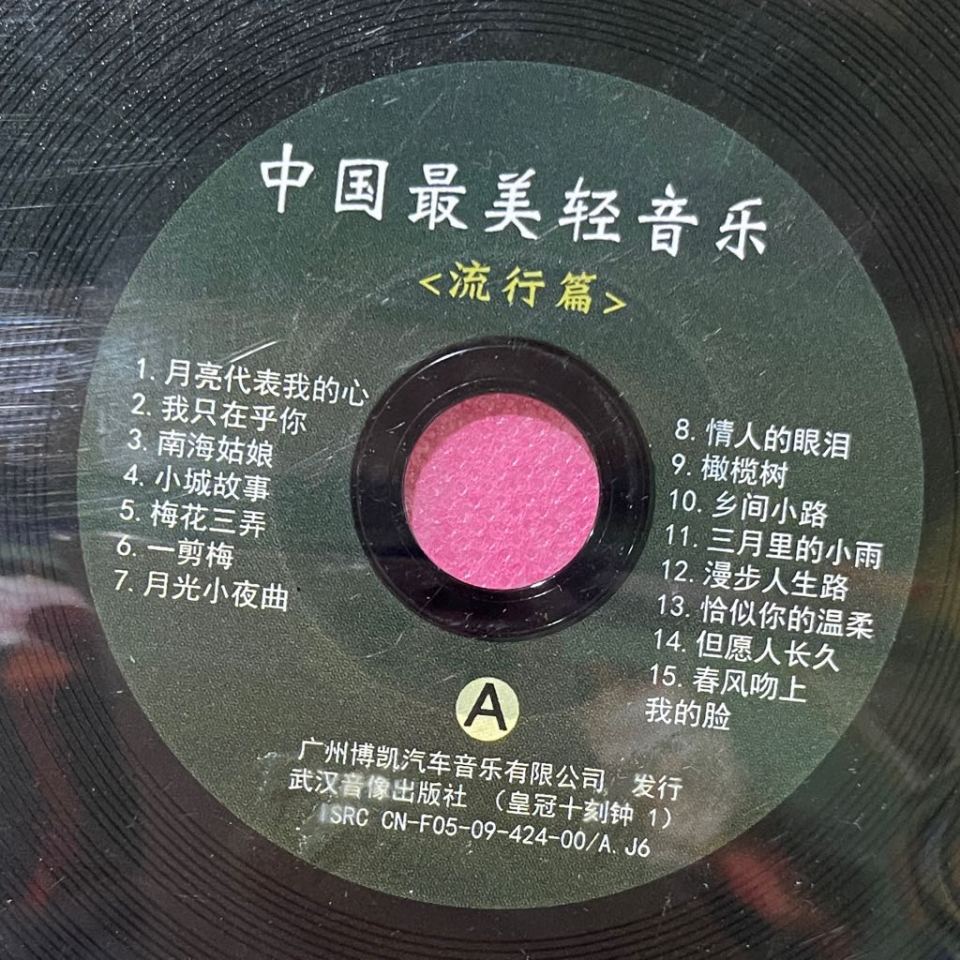 中国最美轻音乐
<流行篇>
1.月亮代表我的心
2.我只在乎你
3.南海姑娘
4.小城故事
5.梅花三弄
6.一剪梅
7.月光小夜曲
8.情人的眼泪
9.橄榄树
10.乡间小路
11.三月里的小雨
12.漫步人生路
13.恰似你的温柔
14.但愿人长久
15.春风吻上
我的脸
A
广州博凯汽车音乐有限公司 发行
武汉音像出版社 （皇冠十刻钟 1）
ISRC CN-F05-09-424-00/A.J6